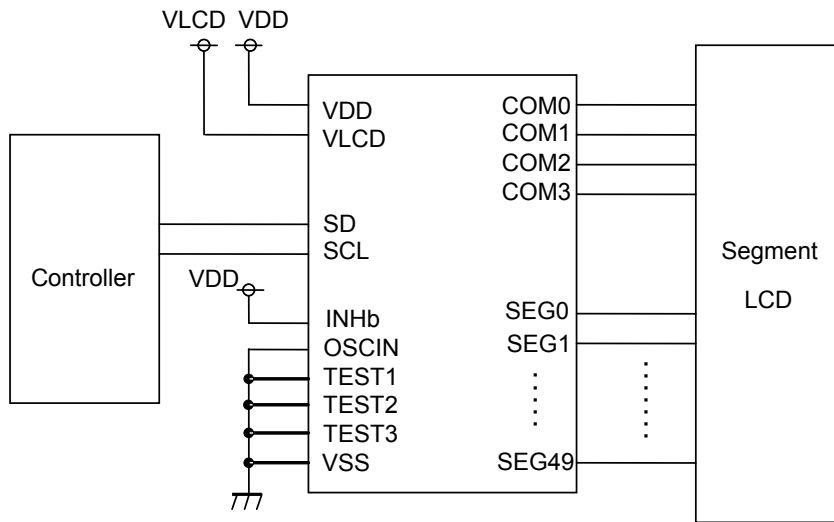 VLCD VDD
VDD
VLCD
SD
SCL
INHb
OSCIN
TEST1
TEST2
TEST3
VSS
COM0
COM1
COM2
COM3
SEG0
SEG1
SEG49
Controller
VDD
Segment
LCD